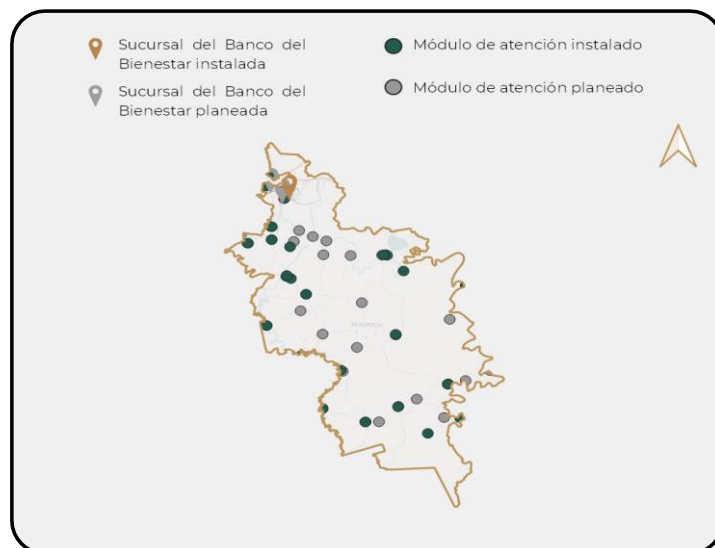 Sucursal del Banco del
Bienestar instalada
Sucursal del Banco del
Bienestar planeada
Módulo de atención instalado
Módulo de atención planeado